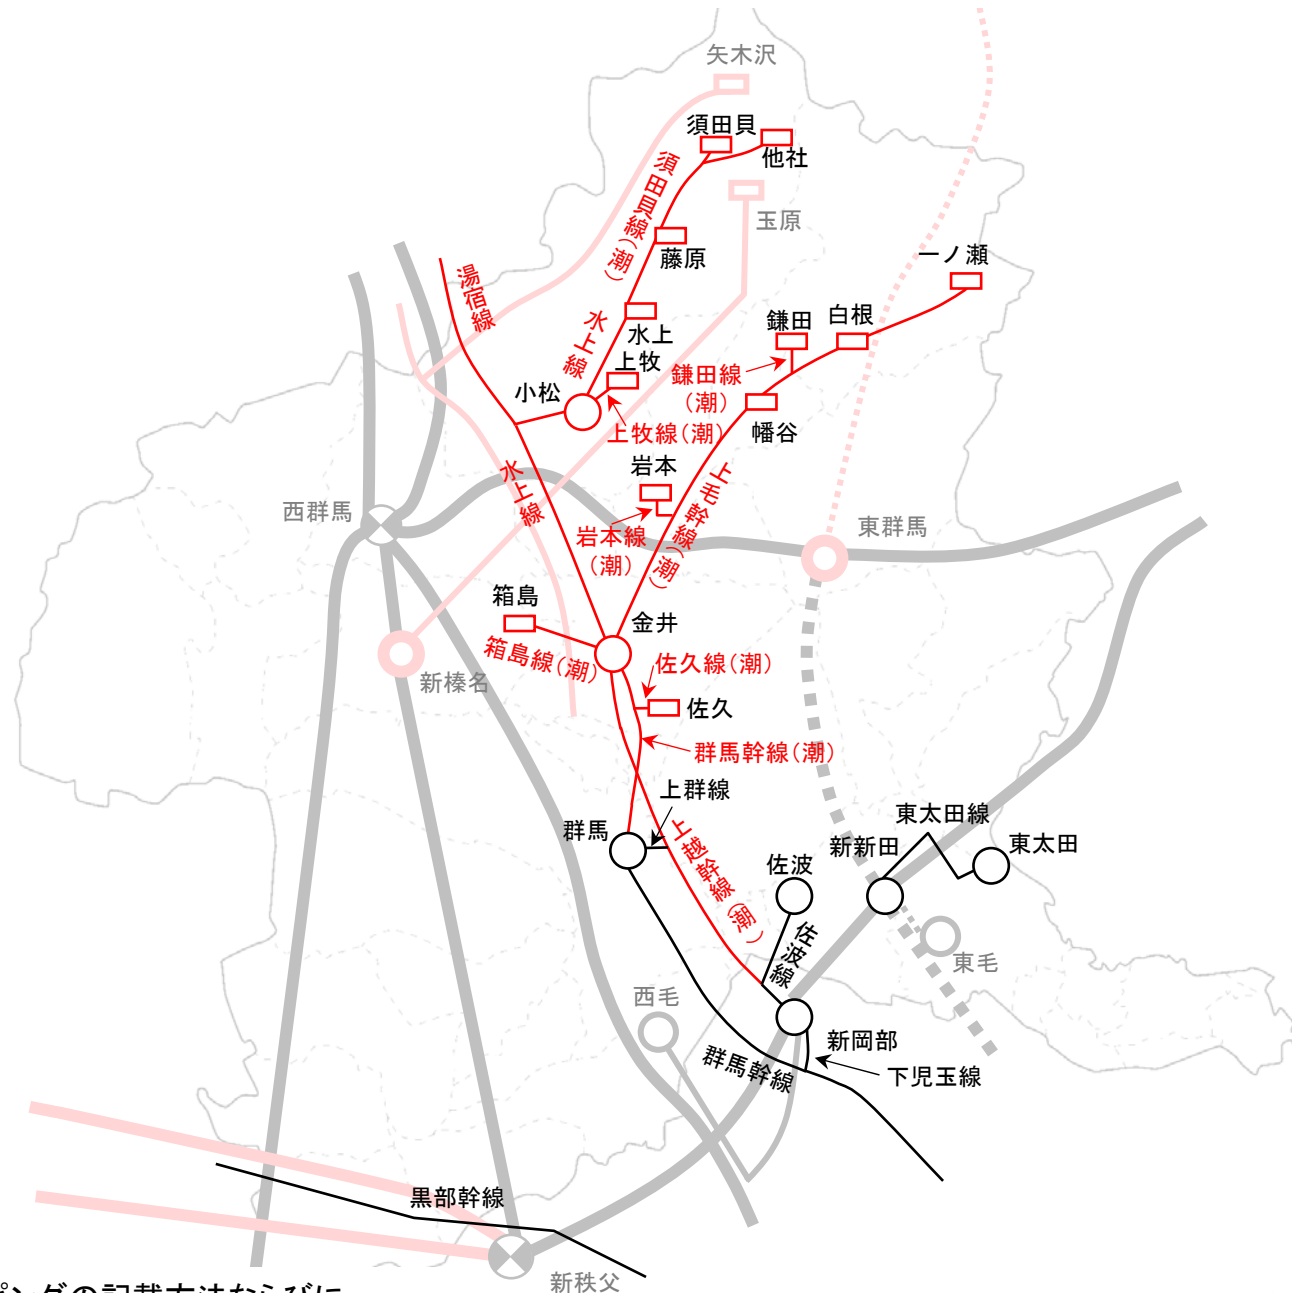 矢木沢
須田貝
他社
須田貝線（潮）
玉原
藤原
一ノ瀬
湯宿線
水上線
水上
鎌田
白根
上牧
鎌田線
（潮）
小松
上牧線（潮）
幡谷
岩本
水上線
上毛幹線（潮）
西群馬
東群馬
岩本線
（潮）
箱島
金井
箱島線（潮）
佐久線（潮）
新榛名
佐久
群馬幹線（潮）
上群線
東太田線
群馬
上越幹線（潮）
新新田
東太田
佐波
佐波線
東毛
西毛
新岡部
群馬幹線
下児玉線
黒部幹線
新秩父